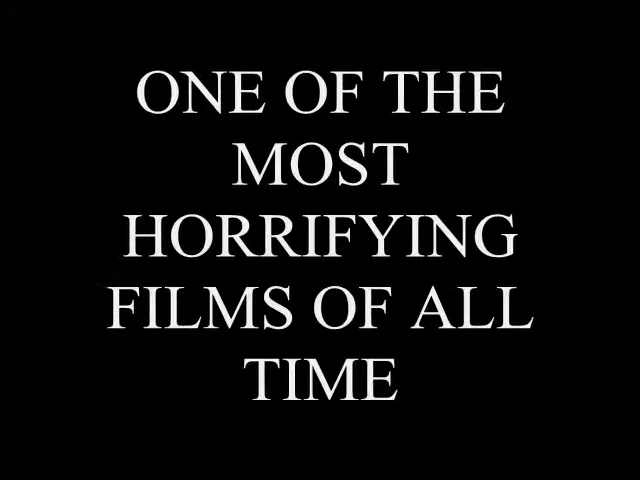 ONE OF THE
MOST
HORRIFYING
FILMS OF ALL
TIME